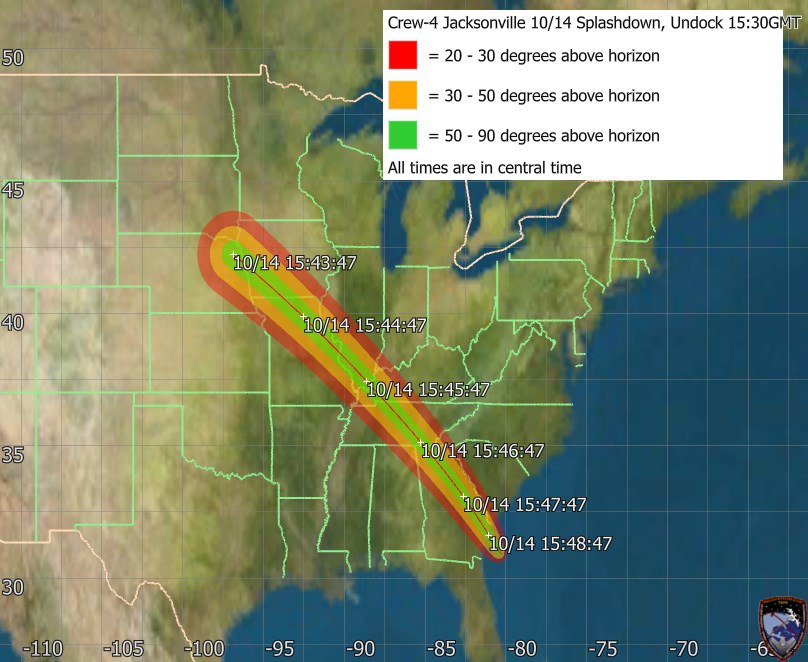 Crew-4 Jacksonville 10/14 Splashdown, Undock 15:30GMT
= 20 - 30 degrees above horizon
= 30 - 50 degrees above horizon
= 50 - 90 degrees above horizon
All times are in central time
50
45
10/14 15:43:47
40
10/14 15:44:47
10/14 15:45:47
35
10/14 15:46:47
10/14 15:47:47
10/14 15:48:47
30
-110 -105 -100 -95 -90 -85 -80 -75 -70